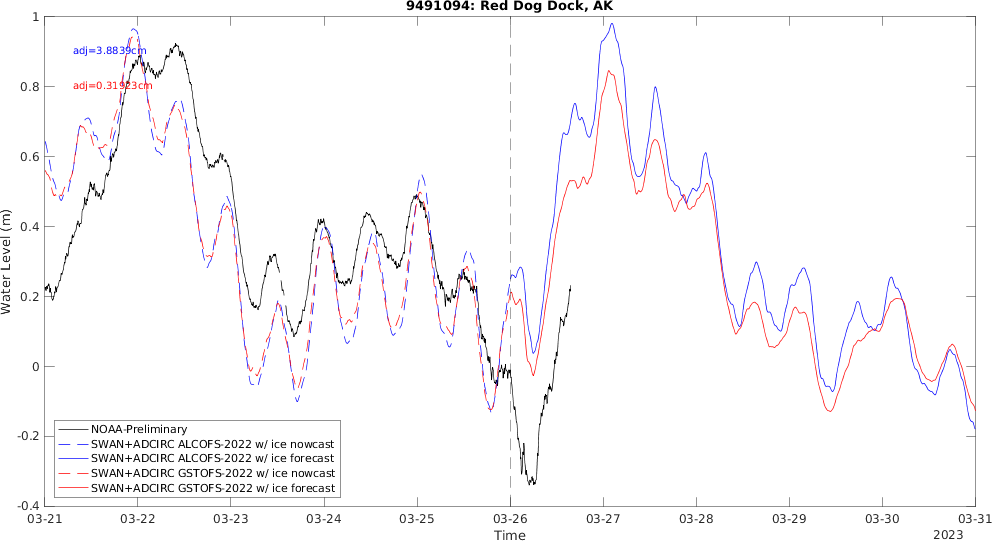 9491094: Red Dog Dock, AK
adj=3.8839cm
adj=0.31923cm
Water Level (m)
1
0.8
0.6
0.4
0.2
0
-0.2
-0.4
NOAA-Preliminary
SWAN+ADCIRC ALCOFS-2022 w/ ice nowcast
SWAN+ADCIRC ALCOFS-2022 w/ ice forecast
SWAN+ADCIRC GSTOFS-2022 w/ ice nowcast
SWAN+ADCIRC GSTOFS-2022 w/ ice forecast
03-21 03-22 03-23 03-24 03-25 03-26 03-27 03-28 03-29 03-30 03-31
Time
2023